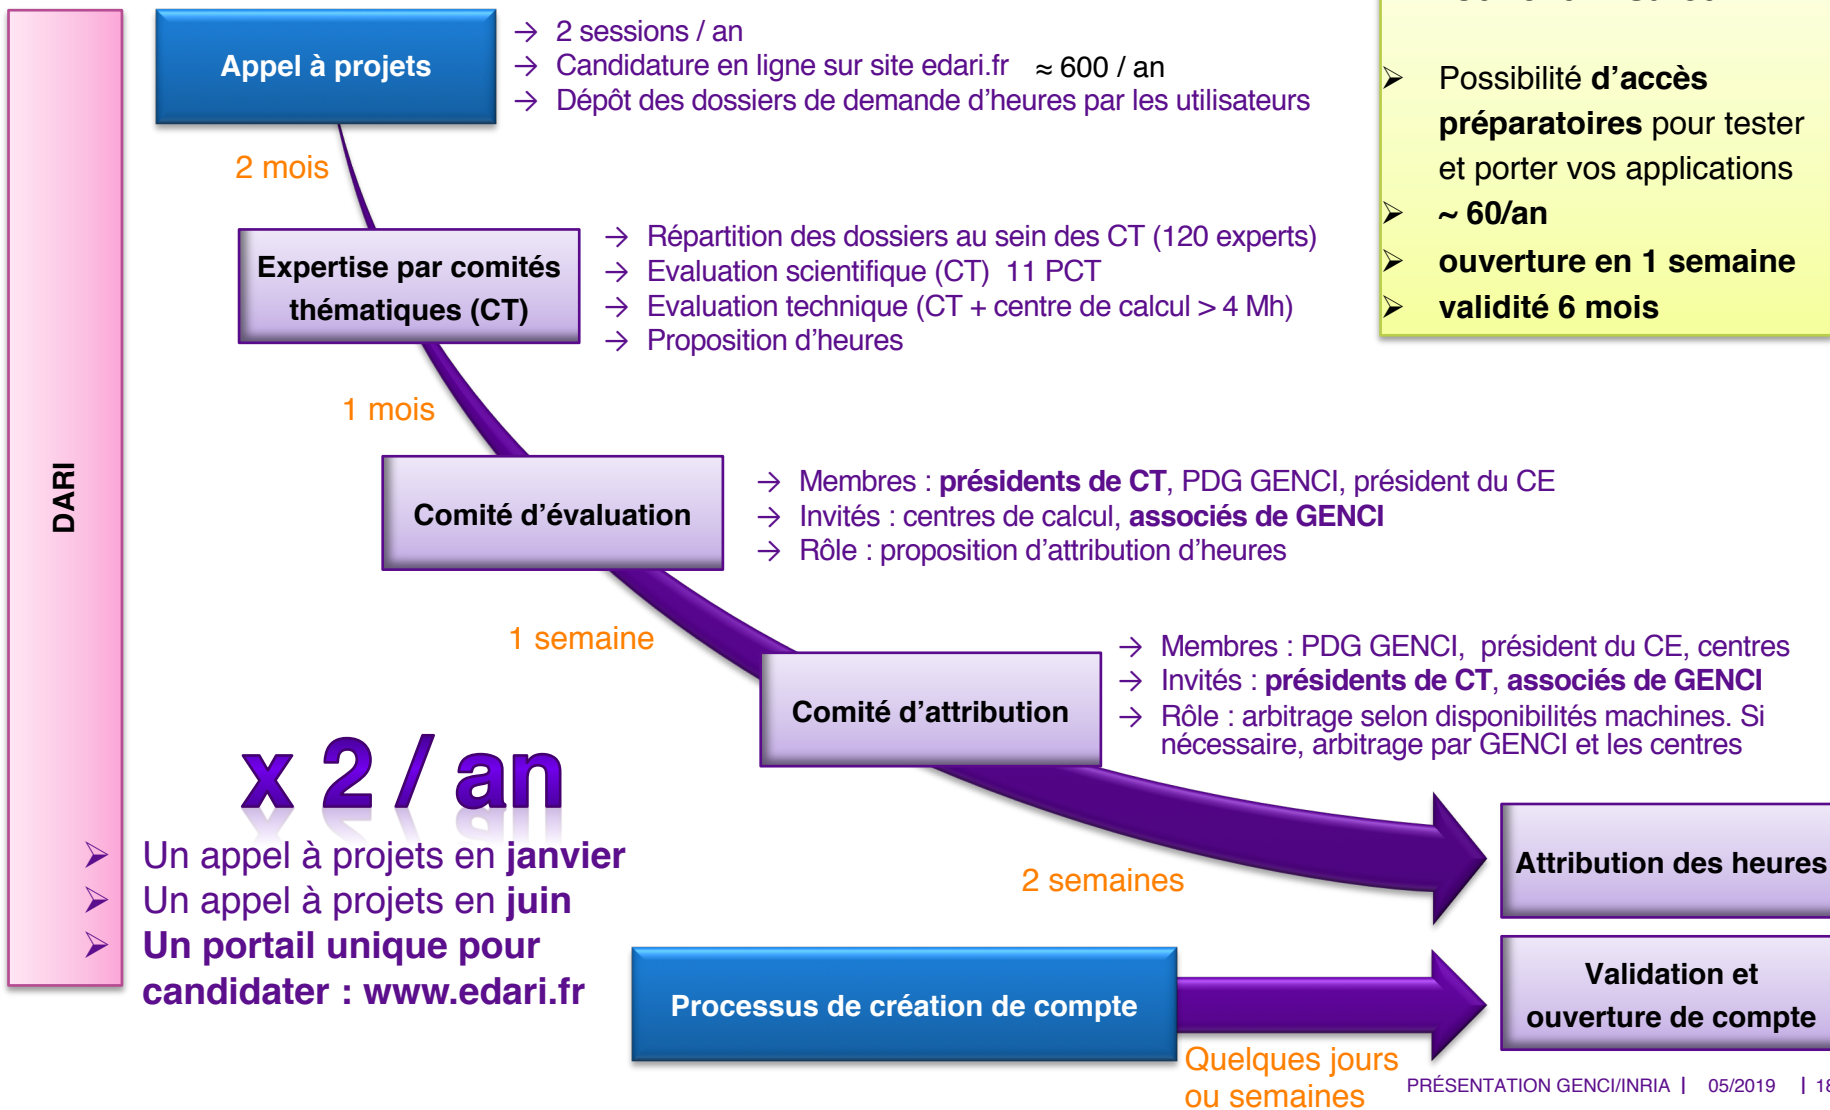 Appel à projets
→ 2 sessions / an
→ Candidature en ligne sur site edari.fr ≈ 600 / an
→ Dépôt des dossiers de demande d'heures par les utilisateurs
➢ Possibilité d'accès
préparatoires pour tester
et porter vos applications
➢ ~ 60/an
➢ ouverture en 1 semaine
➢ validité 6 mois
2 mois
Expertise par comités
thématiques (CT)
→ Répartition des dossiers au sein des CT (120 experts)
→ Evaluation scientifique (CT) 11 PCT
→ Evaluation technique (CT + centre de calcul > 4 Mh)
→ Proposition d'heures
1 mois
DARI
Comité d'évaluation
→ Membres : présidents de CT, PDG GENCI, président du CE
→ Invités : centres de calcul, associés de GENCI
→ Rôle : proposition d'attribution d'heures
1 semaine
Comité d'attribution
→ Membres : PDG GENCI, président du CE, centres
→ Invités : présidents de CT, associés de GENCI
→ Rôle : arbitrage selon disponibilités machines. Si
nécessaire, arbitrage par GENCI et les centres
x 2 / an
➢ Un appel à projets en janvier
➢ Un appel à projets en juin
➢ Un portail unique pour
candidater : www.edari.fr
2 semaines
Attribution des heures
Processus de création de compte
Quelques jours
ou semaines
Validation et
ouverture de compte
PRÉSENTATION GENCI/INRIA | 05/2019 | 18